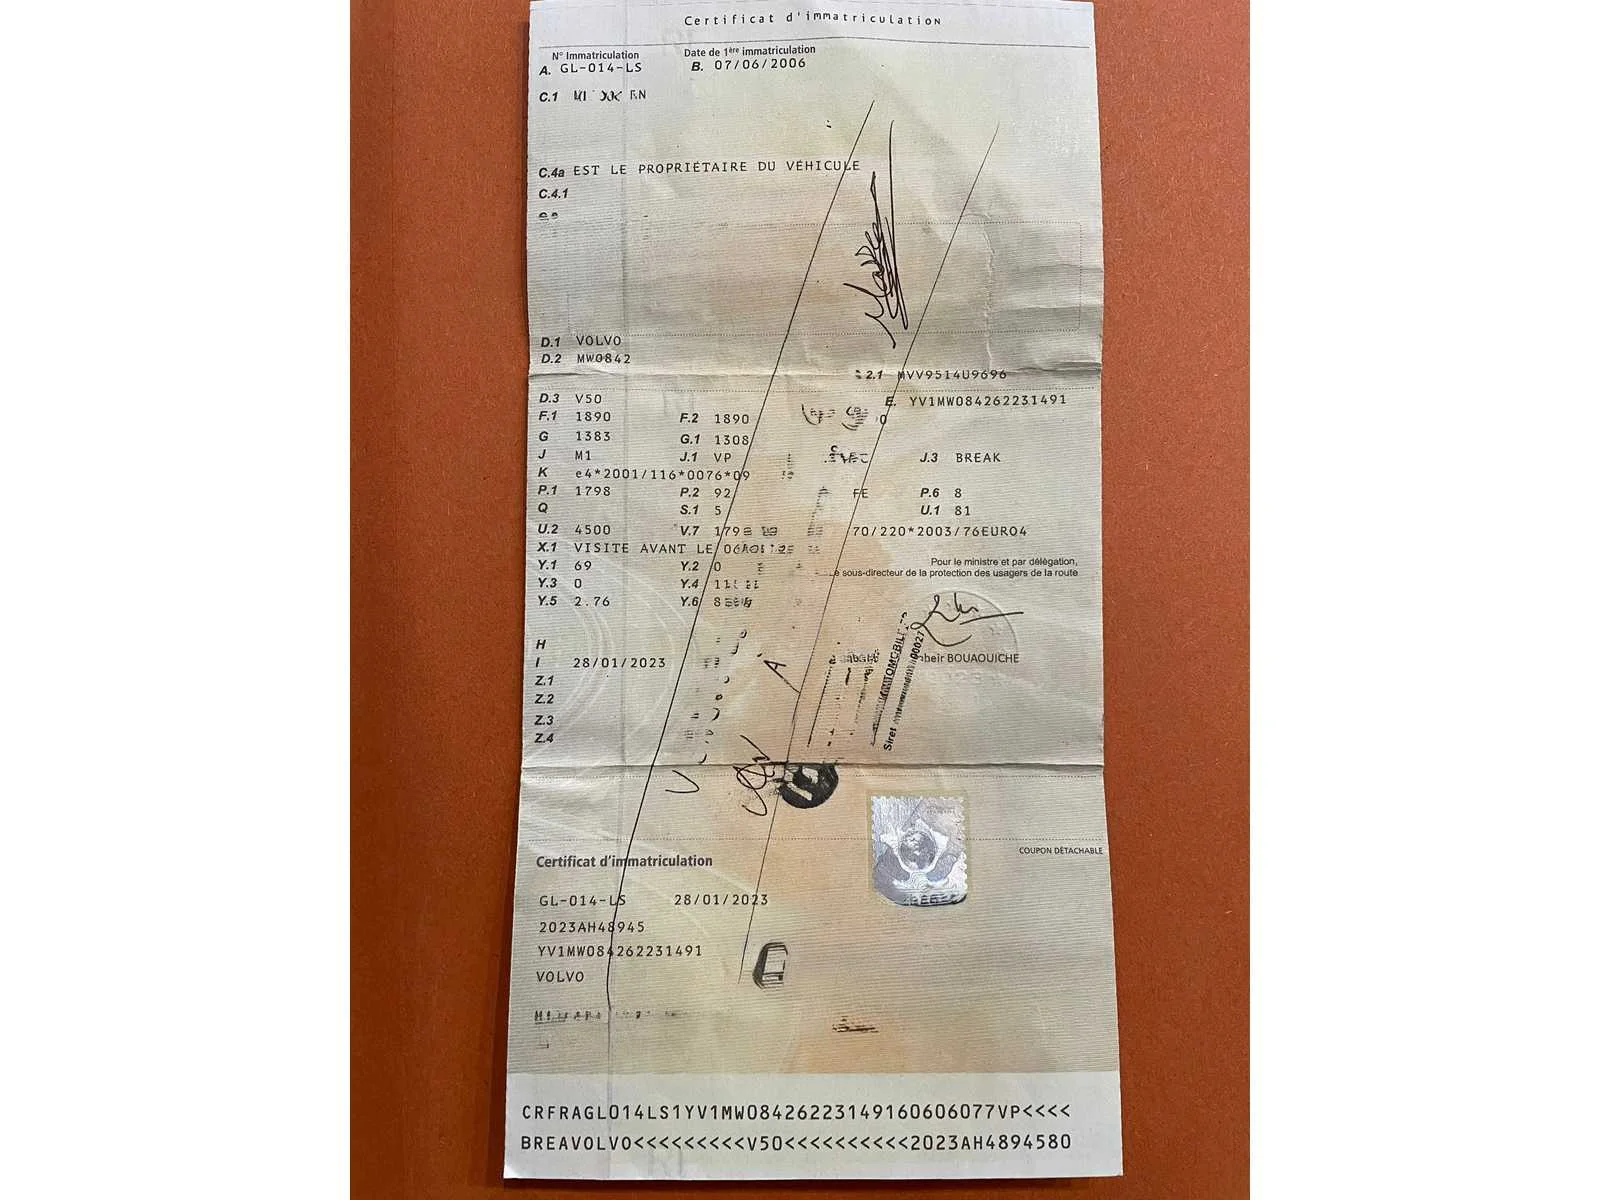 Certificat d'immatriculation
N° Immatriculation Date de 1ère immatriculation
A. GL-014-LS B. 07/06/2006
C.1
C.4a EST LE PROPRIÉTAIRE DU VÉHICULE
C.4.1
D.1 VOLVO
D.2 MW0842
2.1 MVV9514U9696
D.3 V50 E. YV1MW084262231491
F.1 1890 F.2 1890
G 1383 G.1 1308
J M1 J.1 VP J.3 BREAK
K e4*2001/116*0076*09
P.1 1798 P.2 92 FE P.6 8
Q S.1 5 U.1 81
U.2 4500 V.7 70/220*2003/76EURO4
X.1 VISITE AVANT LE
Pour le ministre et par délégation,
Y.1 69 Y.2 0
sous-directeur de la protection des usagers de la route
Y.3 0 Y.4
Y.5 2.76 Y.6
H
I 28/01/2023 BOUAOUICHE
Z.1
Z.2
Z.3
Z.4
Siret
COUPON DÉTACHABLE
Certificat d'immatriculation
GL-014-LS 28/01/2023
2023AH48945
YV1MW084262231491
VOLVO
CRFRAGL014LS1YV1MW08426223149160606077VP<<<<
BREAVOLVO<<<<<<<<<V50<<<<<<<<<<2023AH4894580